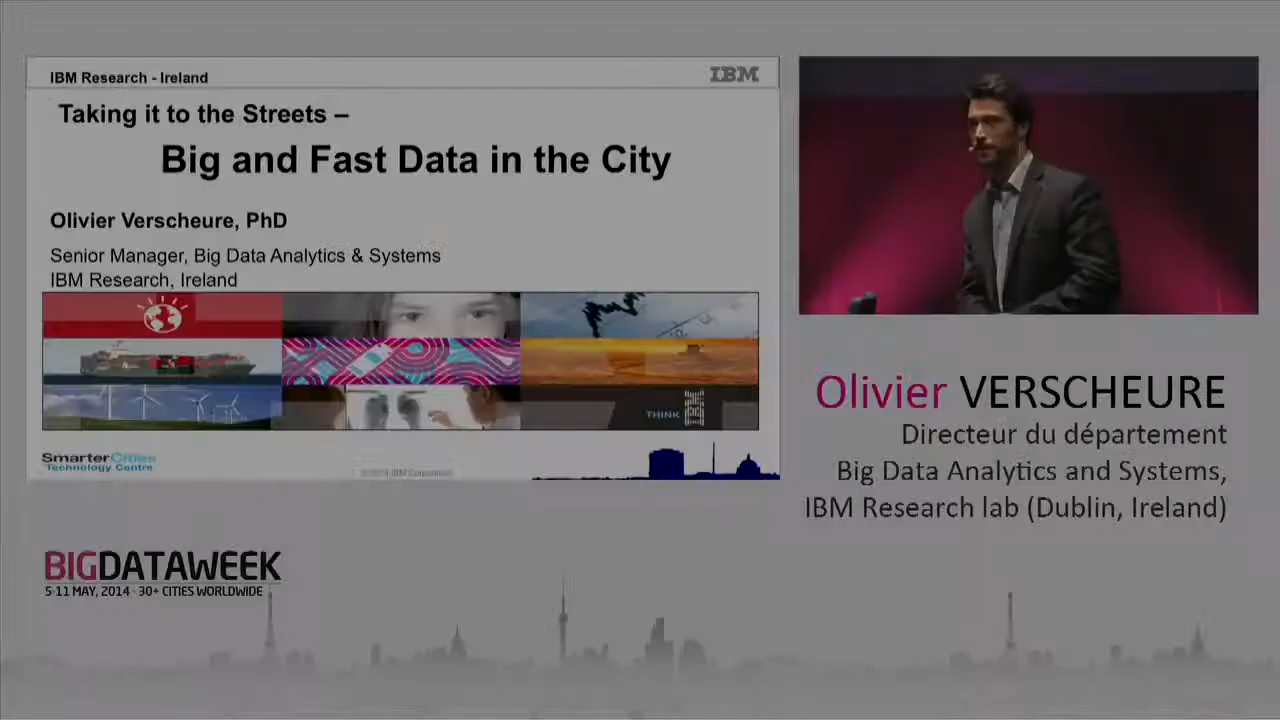 IBM Research - Ireland
IBM
Taking it to the Streets –
Big and Fast Data in the City
Olivier Verscheure, PhD
Senior Manager, Big Data Analytics & Systems
IBM Research, Ireland
THINK
IBM
SmarterCities
Technology Centre
Olivier VERSCHEURE
Directeur du département
Big Data Analytics and Systems,
IBM Research lab (Dublin, Ireland)
BIGDATAWEEK
5-11 MAY, 2014 - 30+ CITIES WORLDWIDE